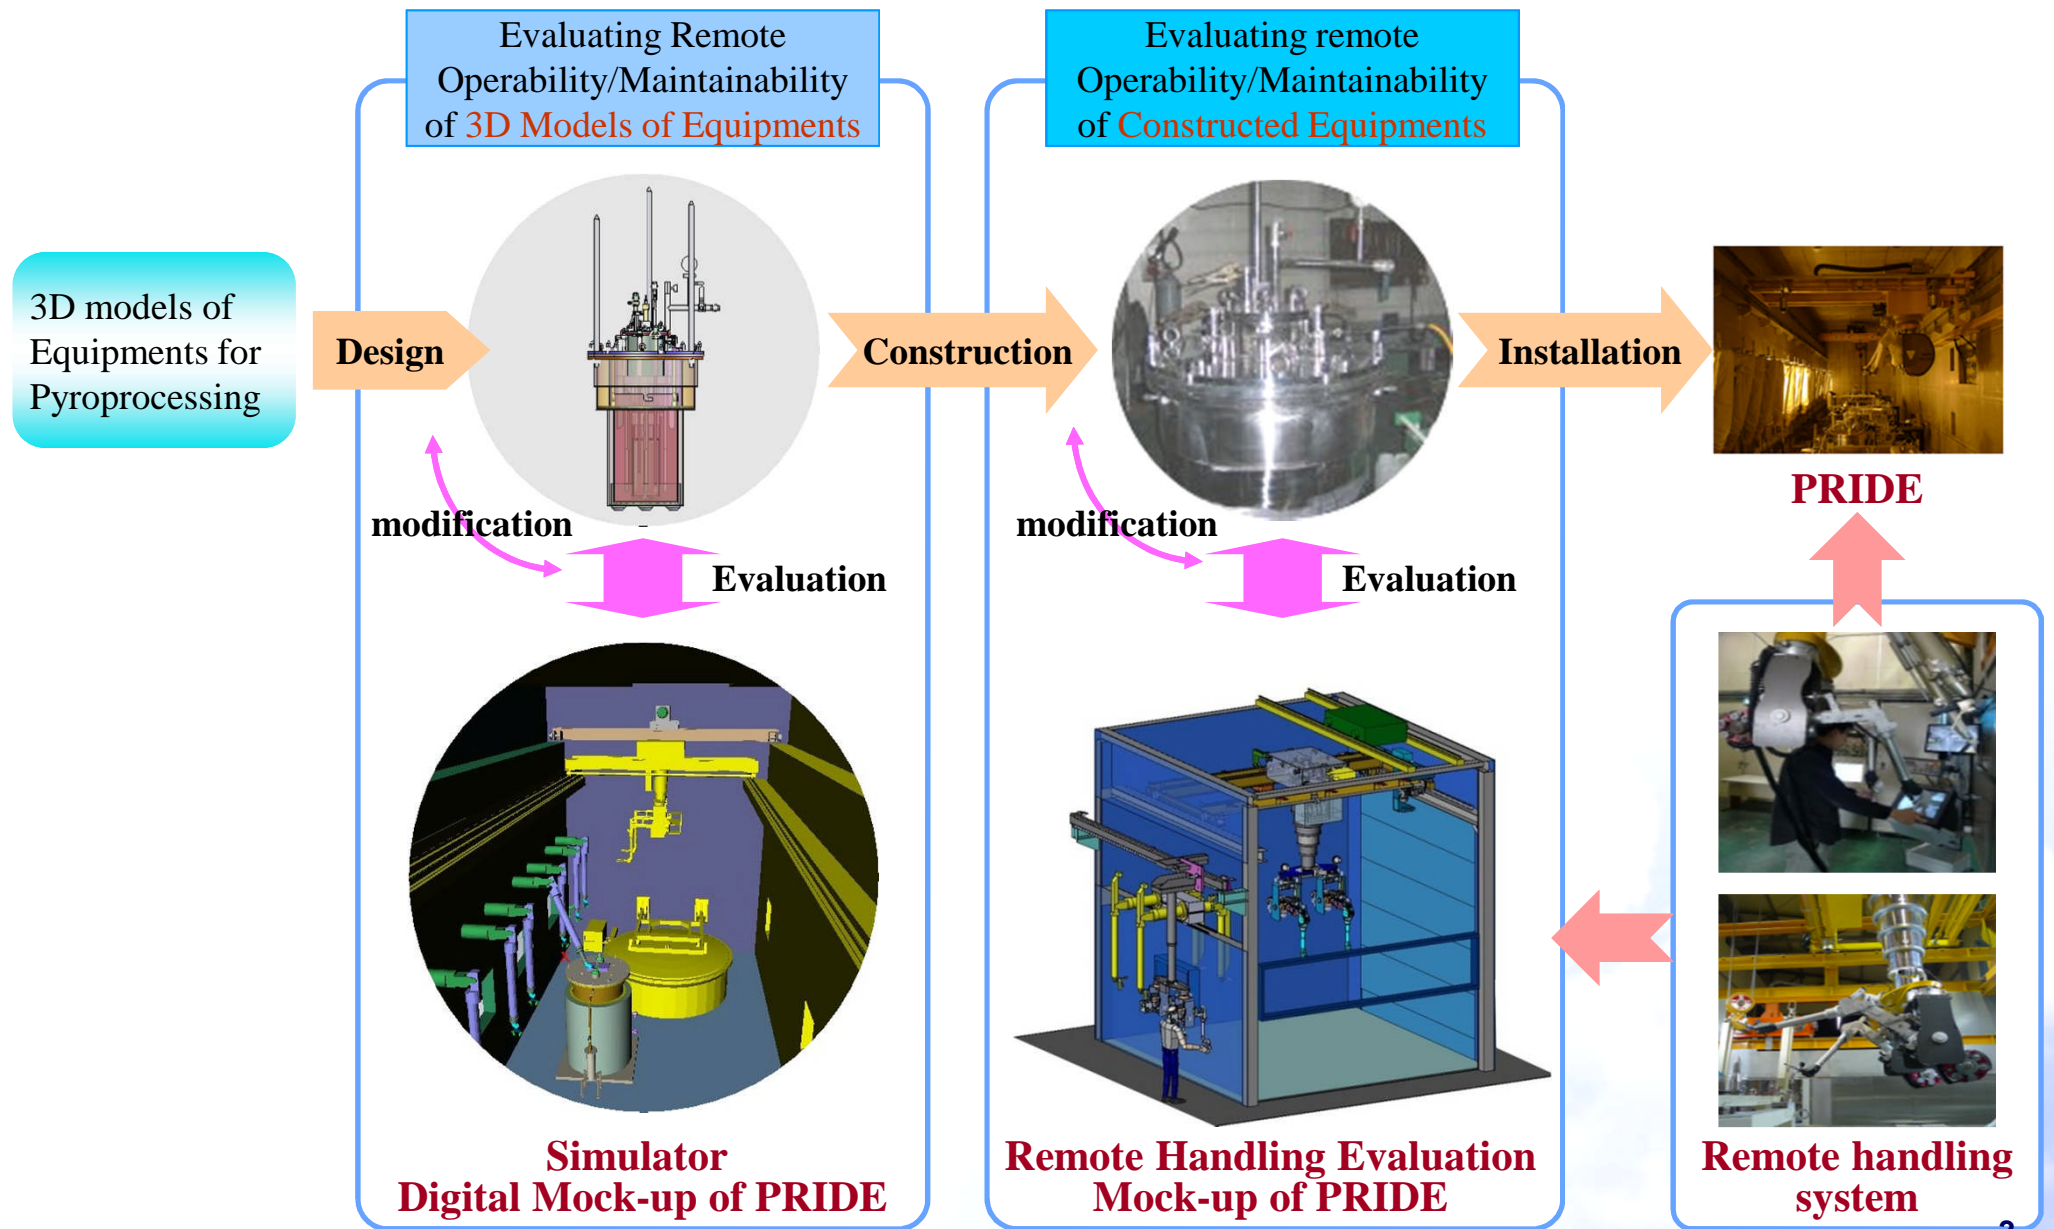 Evaluating Remote
Operability/Maintainability
of 3D Models of Equipments
Evaluating remote
Operability/Maintainability
of Constructed Equipments
3D models of
Equipments for
Pyroprocessing
Design
Construction
Installation
PRIDE
modification
Evaluation
modification
Evaluation
Simulator
Digital Mock-up of PRIDE
Remote Handling Evaluation
Mock-up of PRIDE
Remote handling
system